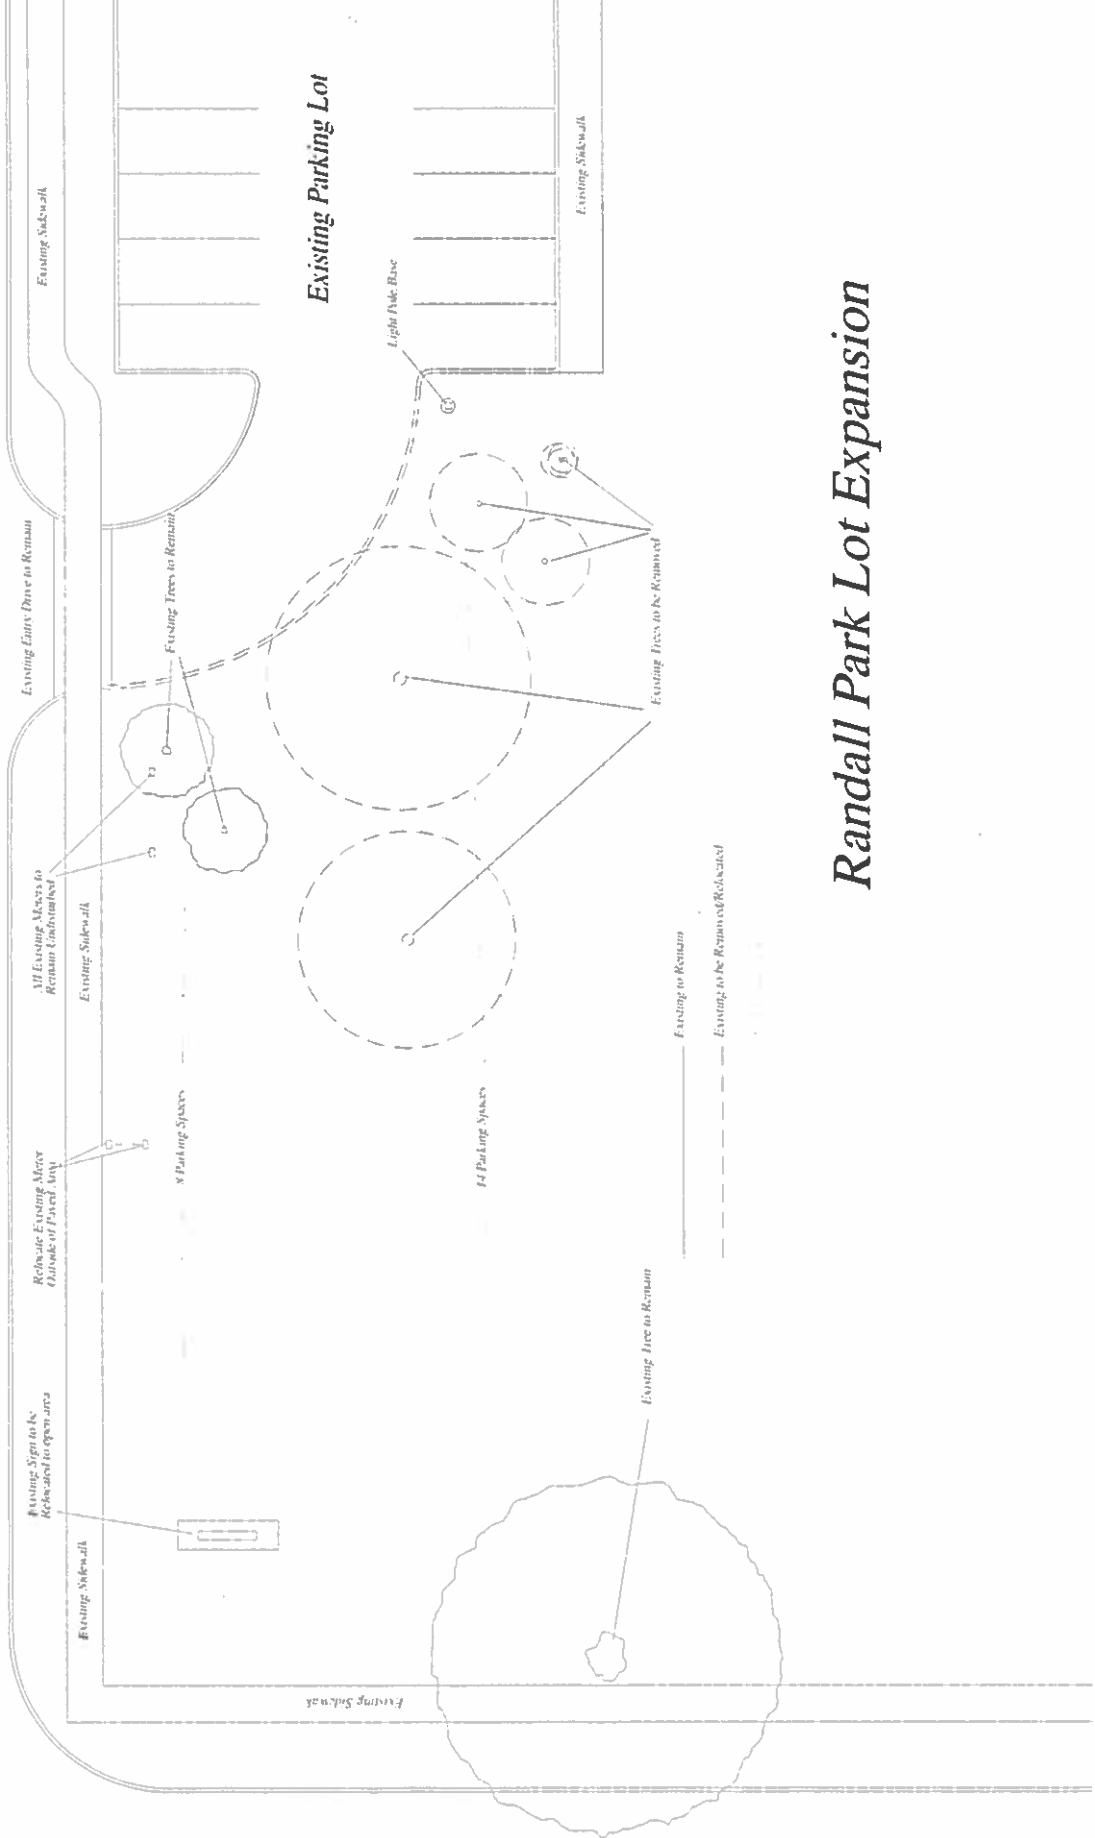 Randall Park Lot Expansion
Existing Parking Lot
Existing Sidewalk
Existing Sidewalk
Light Pole Base
Existing Entry Drive to Remain
Existing Trees to Remain
Existing Trees to be Removed
All Existing Meters to
Remain Undisturbed
Existing Sidewalk
Existing to Remain
Existing to be Removed/Relocated
8 Parking Spaces
14 Parking Spaces
Relocate Existing Meter
Outside of Paved Area
Existing Tree to Remain
Existing Sign to be
Relocated to open area
Existing Sidewalk
Existing Sidewalk